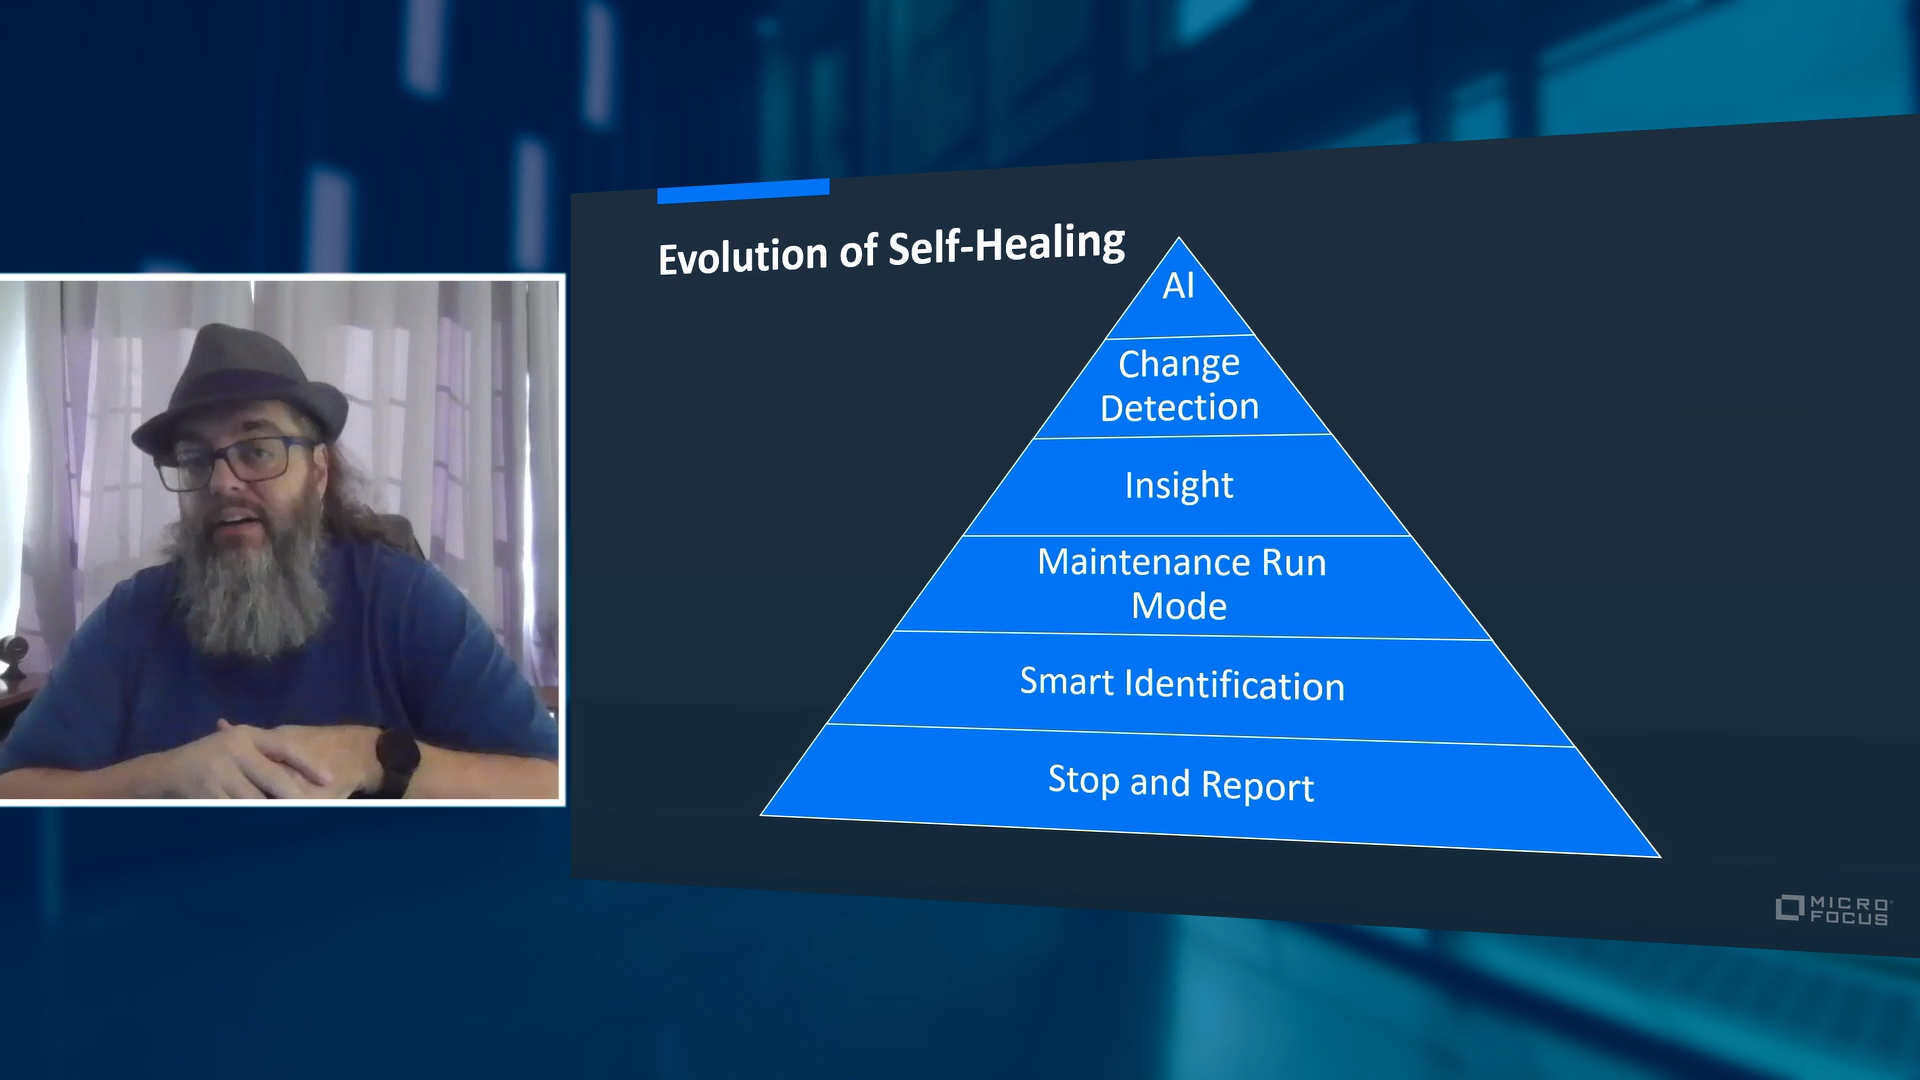 Evolution of Self-Healing
AI
Change
Detection
Insight
Maintenance Run
Mode
Smart Identification
Stop and Report
MICRO
FOCUS